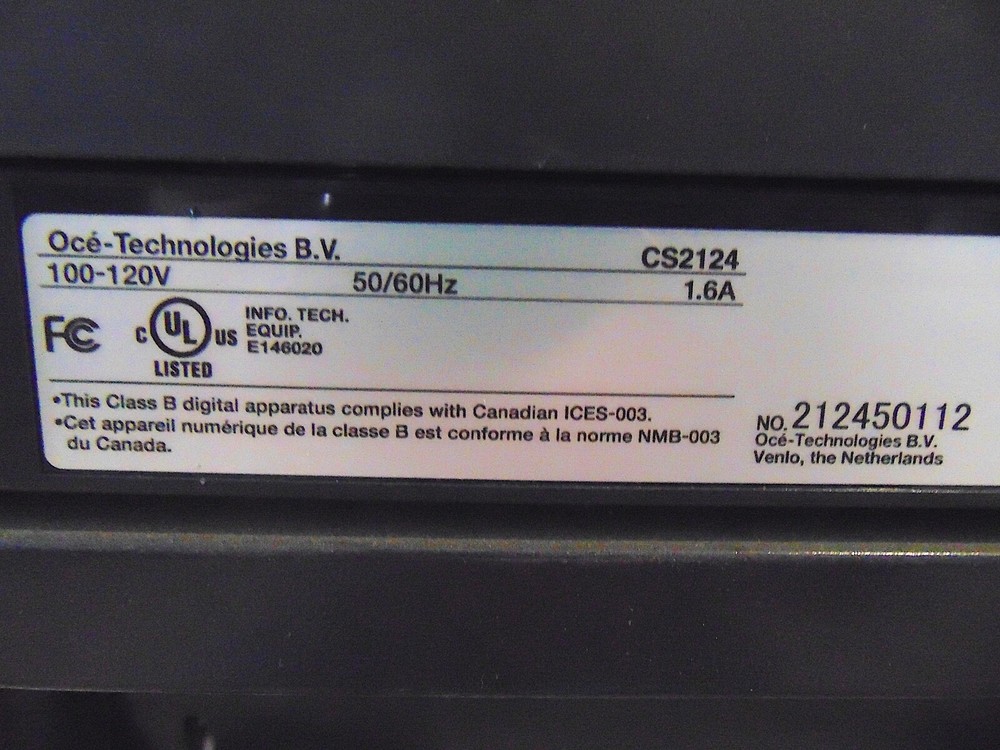 Océ-Technologies B.V. CS2124
100-120V 50/60Hz 1.6A
FC C UL US INFO. TECH.
EQUIP.
E146020
LISTED
•This Class B digital apparatus complies with Canadian ICES-003.
•Cet appareil numérique de la classe B est conforme à la norme NMB-003
du Canada.
NO. 212450112
Océ-Technologies B.V.
Venlo, the Netherlands